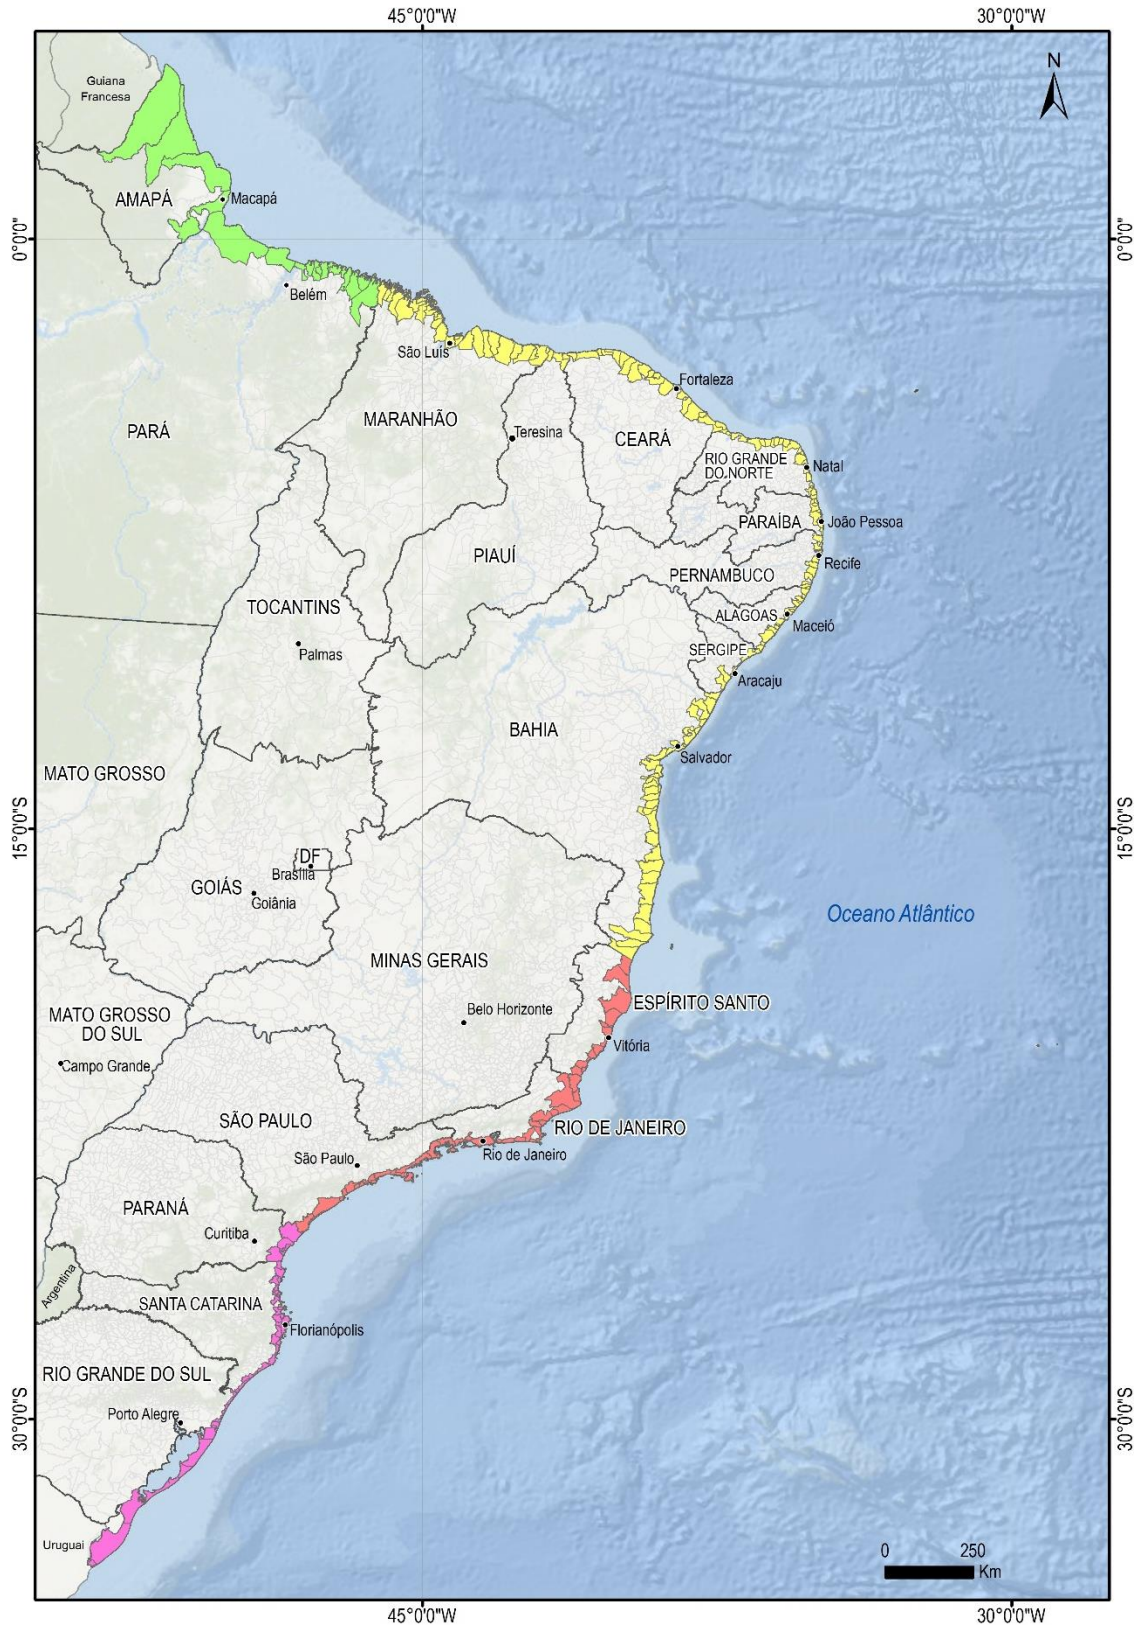 45°0'0"W
30°0'0"W
N
Guiana
Francesa
AMAPÁ
Macapá
0°0'0"
0°0'0"
Belém
São Luís
Fortaleza
MARANHÃO
PARÁ
Teresina
CEARÁ
RIO GRANDE
DO NORTE
Natal
PARAÍBA
João Pessoa
PIAUÍ
Recife
PERNAMBUCO
TOCANTINS
ALAGOAS
Maceió
Palmas
SERGIPE
Aracaju
BAHIA
Salvador
MATO GROSSO
15°0'0"S
15°0'0"S
DF
Brasília
GOIÁS
Goiânia
Oceano Atlântico
MINAS GERAIS
ESPÍRITO SANTO
Belo Horizonte
MATO GROSSO
DO SUL
Vitória
Campo Grande
SÃO PAULO
RIO DE JANEIRO
São Paulo
Rio de Janeiro
PARANÁ
Curitiba
Argentina
SANTA CATARINA
Florianópolis
RIO GRANDE DO SUL
Porto Alegre
30°0'0"S
30°0'0"S
Uruguai
0 250
Km
45°0'0"W
30°0'0"W